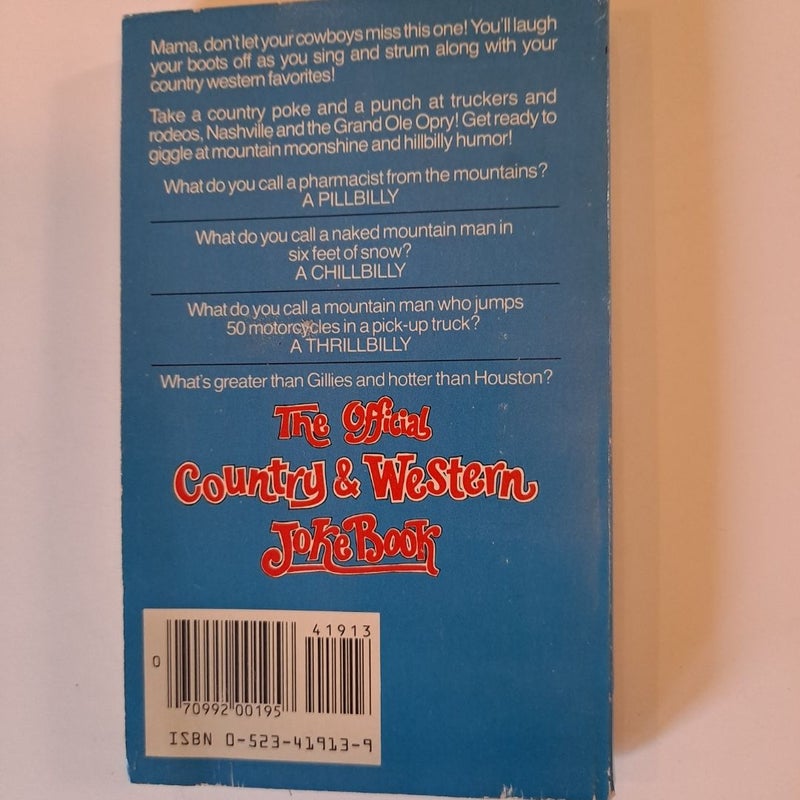 Mama, don't let your cowboys miss this one! You'll laugh
your boots off as you sing and strum along with your
country western favorites!
Take a country poke and a punch at truckers and
rodeos, Nashville and the Grand Ole Opry! Get ready to
giggle at mountain moonshine and hillbilly humor!
What do you call a pharmacist from the mountains?
A PILLBILLY
What do you call a naked mountain man in
six feet of snow?
A CHILLBILLY
What do you call a mountain man who jumps
50 motorcycles in a pick-up truck?
A THRILLBILLY
What's greater than Gillies and hotter than Houston?
The Official
Country & Western
Joke Book
41913
0
70992 00195
ISBN 0-523-41913-9